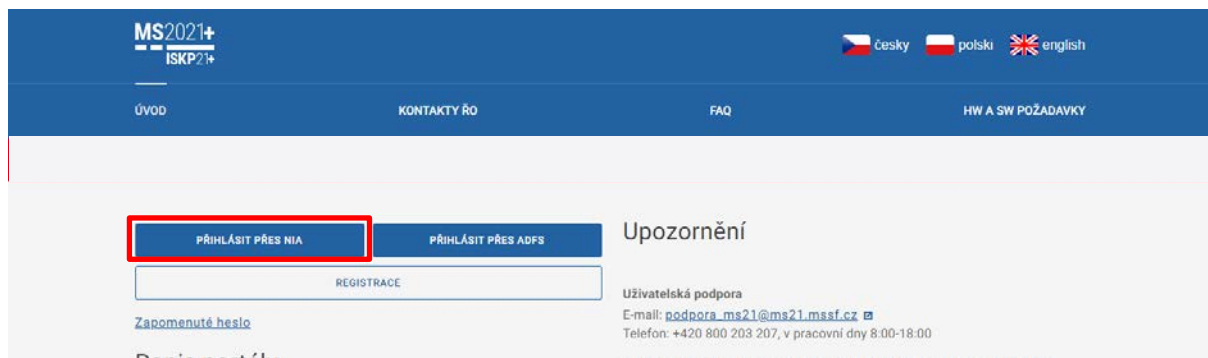 MS2021+
ISKP21+
česky polski english
ÚVOD KONTAKTY ŘO FAQ HW A SW POŽADAVKY
PŘIHLÁSIT PŘES NIA PŘIHLÁSIT PŘES ADFS
REGISTRACE
Zapomenuté heslo
Upozornění
Uživatelská podpora
E-mail: podpora_ms21@ms21.mssf.cz
Telefon: +420 800 203 207, v pracovní dny 8:00-18:00